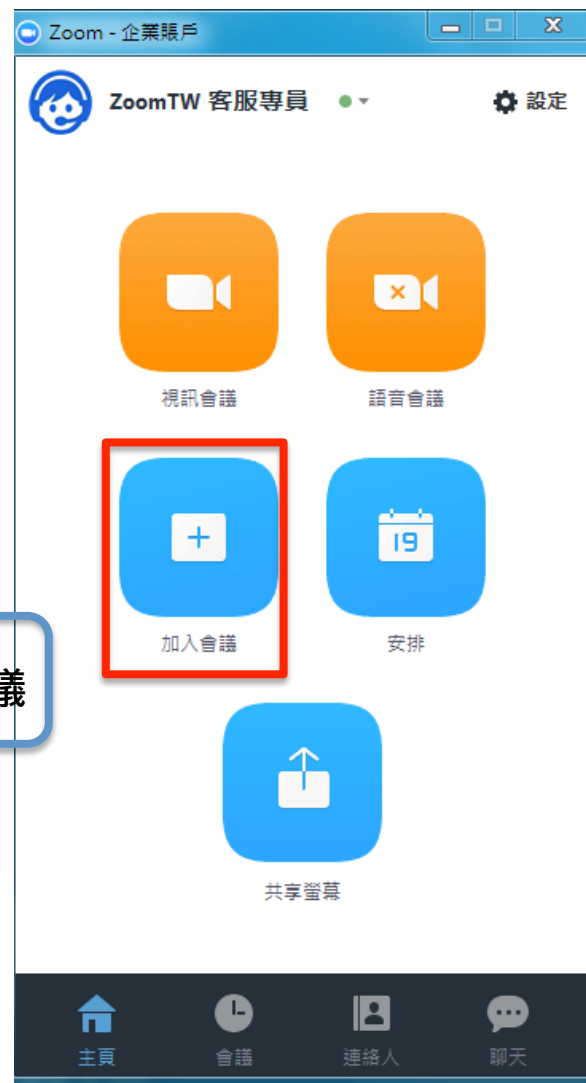 Zoom - 企業賬戶
ZoomTW 客服專員
設定
視訊會議
語音會議
加入會議
19
安排
義
共享螢幕
主頁
會議
連絡人
聊天